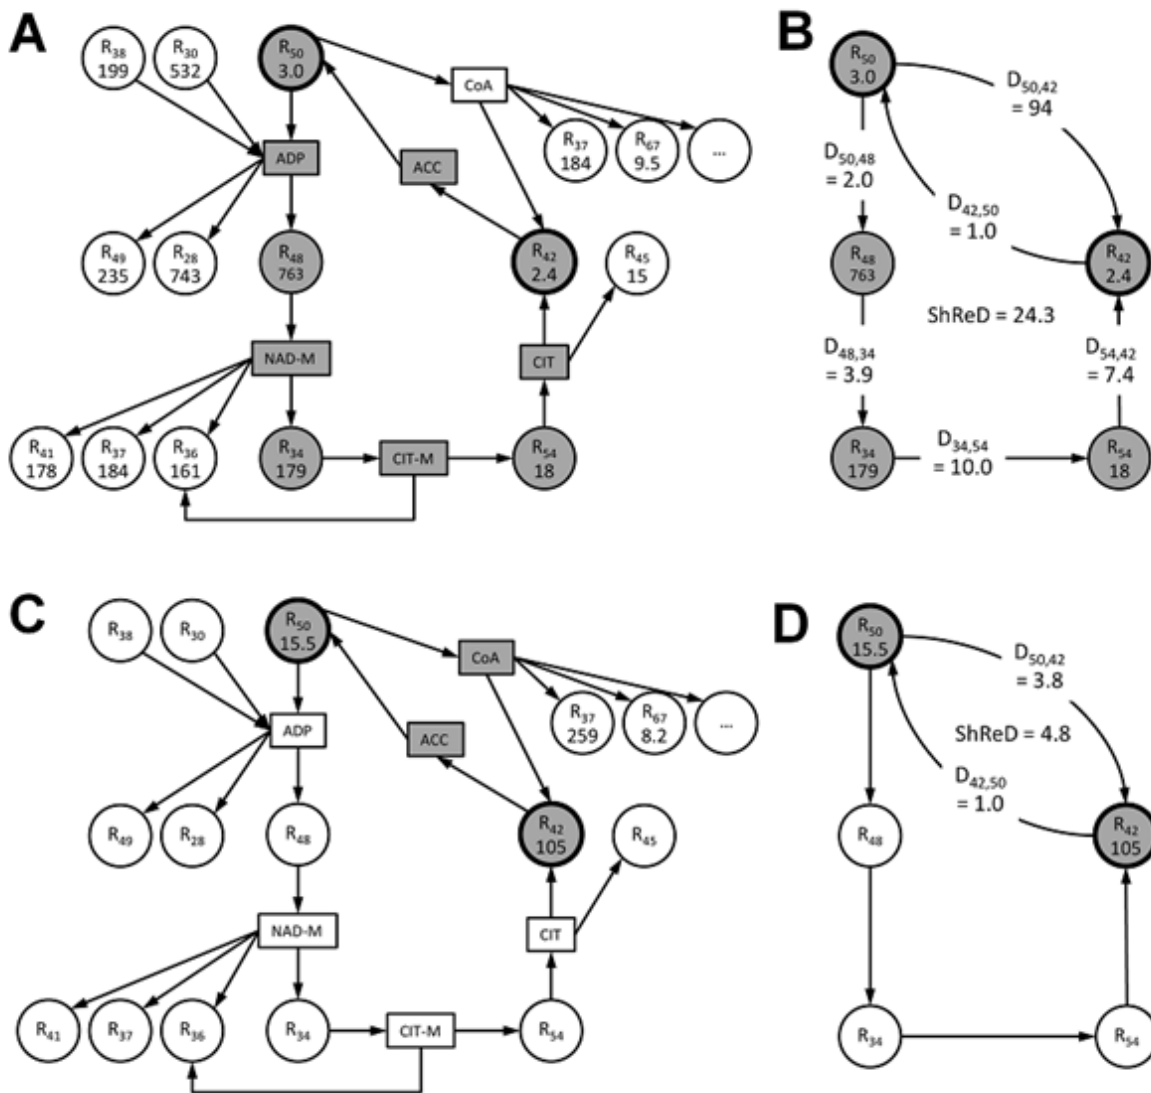 A
R38
199
R30
532
R50
3.0
CoA
R37
184
R67
9.5
...
ADP
ACC
R49
235
R28
743
R48
763
R42
2.4
R45
15
NAD-M
CIT
R41
178
R37
184
R36
161
R34
179
CIT-M
R54
18
B
R50
3.0
D50,42
= 94
D50,48
= 2.0
D42,50
= 1.0
R48
763
R42
2.4
ShReD = 24.3
D48,34
= 3.9
D54,42
= 7.4
R34
179
D34,54
= 10.0
R54
18
C
R38
R30
R50
15.5
CoA
R37
259
R67
8.2
...
ADP
ACC
R49
R28
R48
R42
105
R45
NAD-M
CIT
R41
R37
R36
R34
CIT-M
R54
D
R50
15.5
D50,42
= 3.8
ShReD = 4.8
D42,50
= 1.0
R48
R42
105
R34
R54